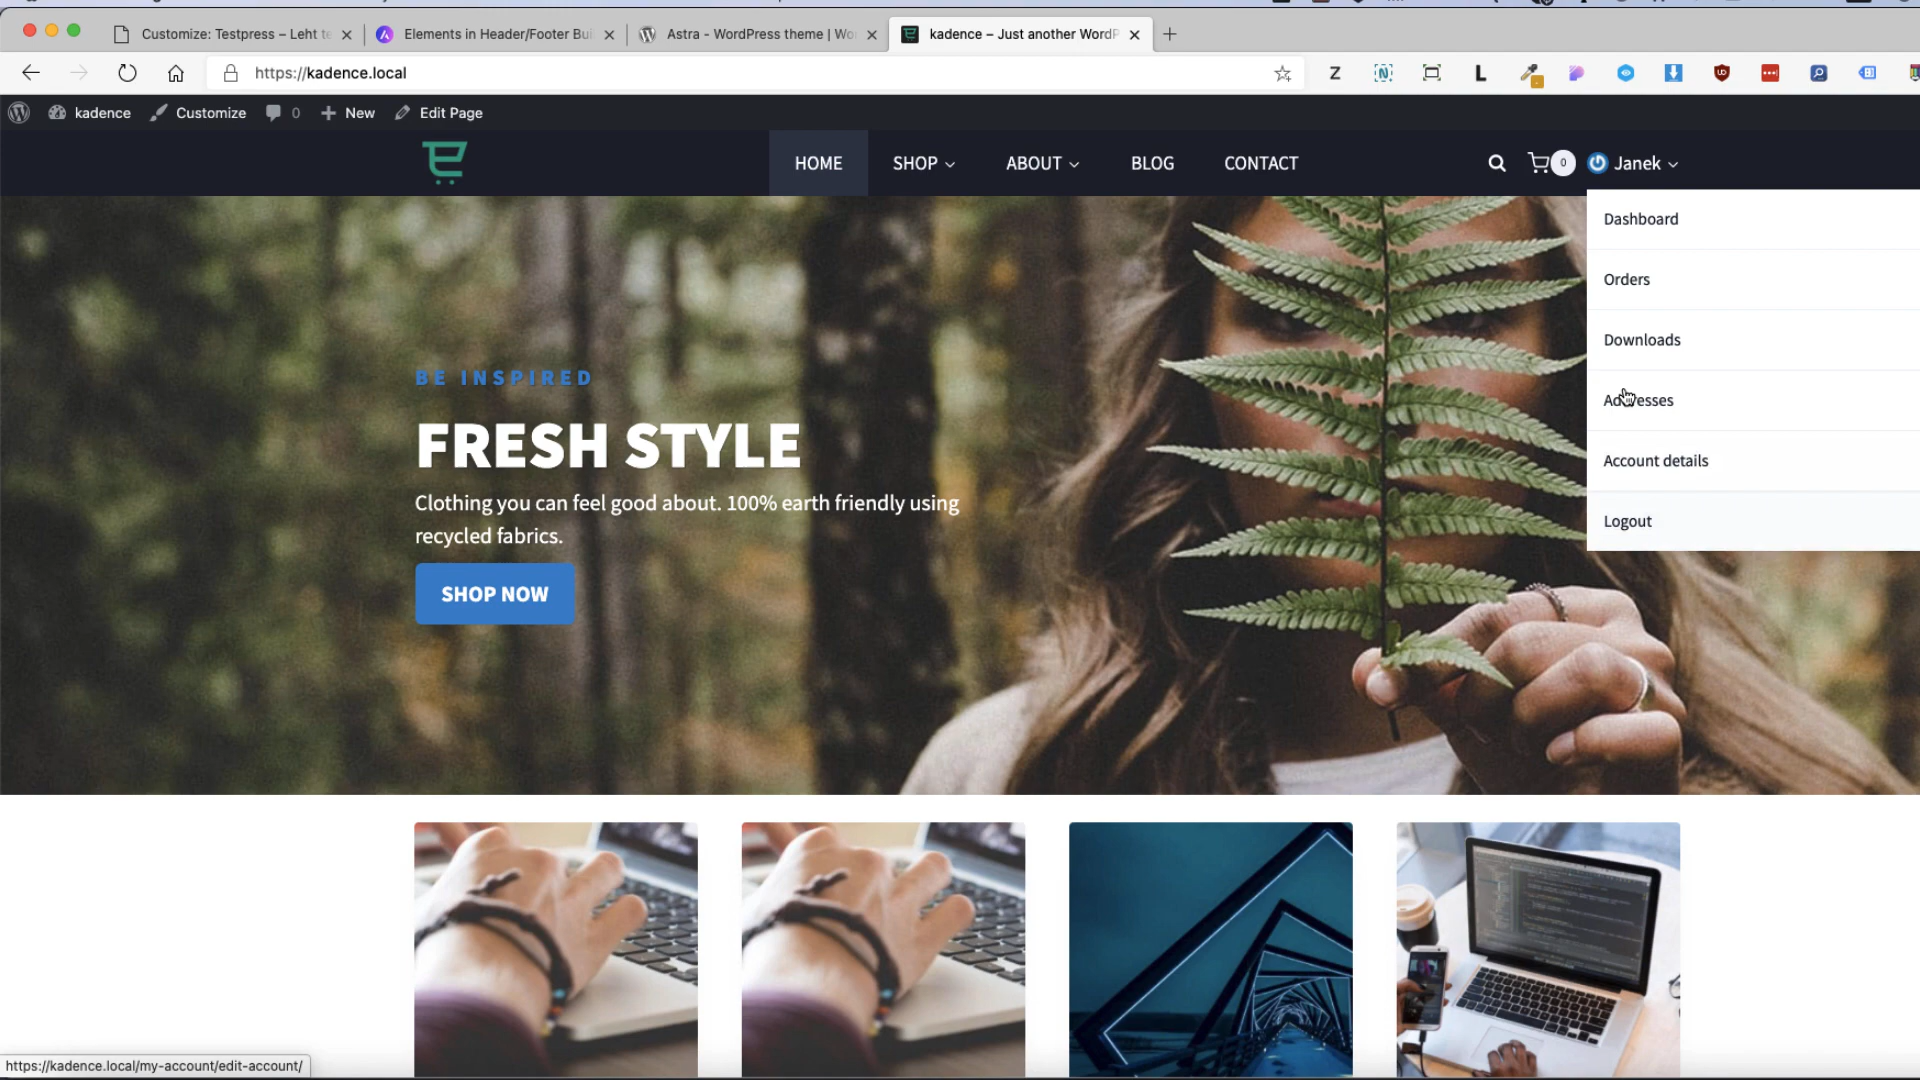 Customize: Testpress – Leht te
Elements in Header/Footer Bui
Astra - WordPress theme | Wo
kadence – Just another WordP
https://kadence.local
Z
L
kadence
Customize
0
New
Edit Page
HOME
SHOP
ABOUT
BLOG
CONTACT
0
Janek
Dashboard
Orders
Downloads
Addresses
Account details
Logout
BE INSPIRED
FRESH STYLE
Clothing you can feel good about. 100% earth friendly using
recycled fabrics.
SHOP NOW
https://kadence.local/my-account/edit-account/